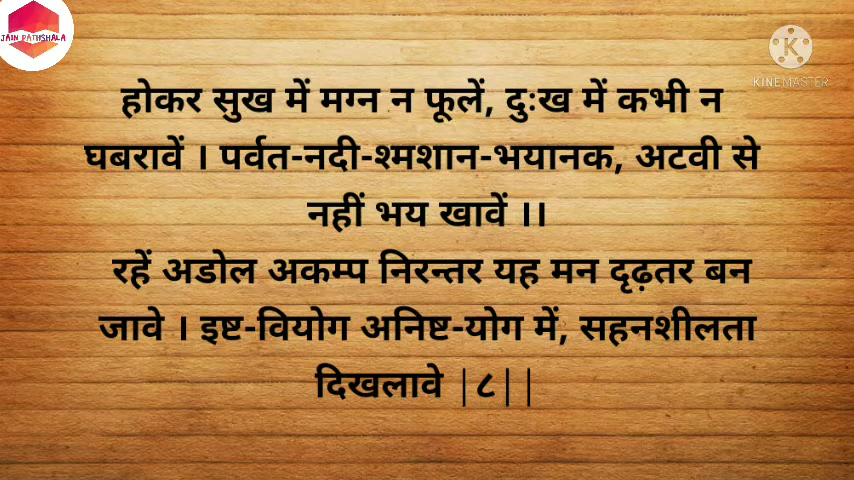 JAIN PATHSHALA
KINEMASTER
होकर सुख में मग्न न फूलें, दुःख में कभी न
घबरावें । पर्वत-नदी-श्मशान-भयानक, अटवी से
नहीं भय खावें ।।
रहें अडोल अकम्प निरन्तर यह मन दृढ़तर बन
जावे । इष्ट-वियोग अनिष्ट-योग में, सहनशीलता
दिखलावे |८||